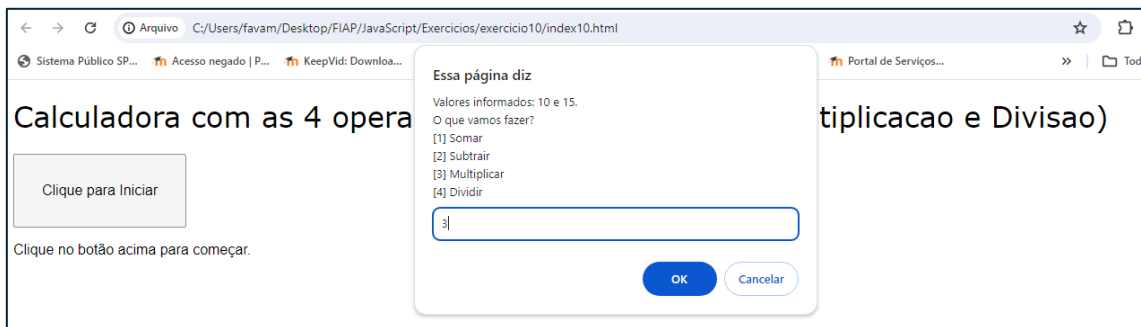 Arquivo C:/Users/favam/Desktop/FIAP/JavaScript/Exercicios/exercicio10/index10.html
Sistema Público SP... Acesso negado | P... KeepVid: Downloa... Portal de Serviços... » Tod
Essa página diz
Valores informados: 10 e 15.
O que vamos fazer?
[1] Somar
[2] Subtrair
[3] Multiplicar
[4] Dividir
3
OK Cancelar
Calculadora com as 4 opera tiplicacao e Divisao)
Clique para Iniciar
Clique no botão acima para começar.